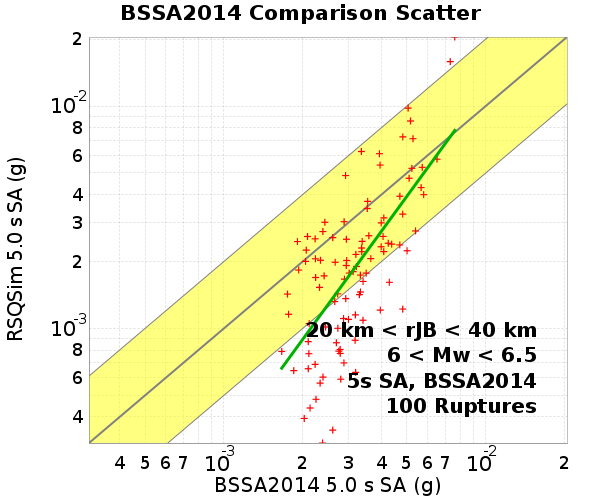 BSSA2014 Comparison Scatter
RSQSim 5.0 s SA (g)
2
10-2
8
6
4
3
2
10-3
8
6
4
20 km < rJB < 40 km
6 < Mw < 6.5
5s SA, BSSA2014
100 Ruptures
4 5 6 7 10-3 2 3 4 5 6 7 10-2 2
BSSA2014 5.0 s SA (g)